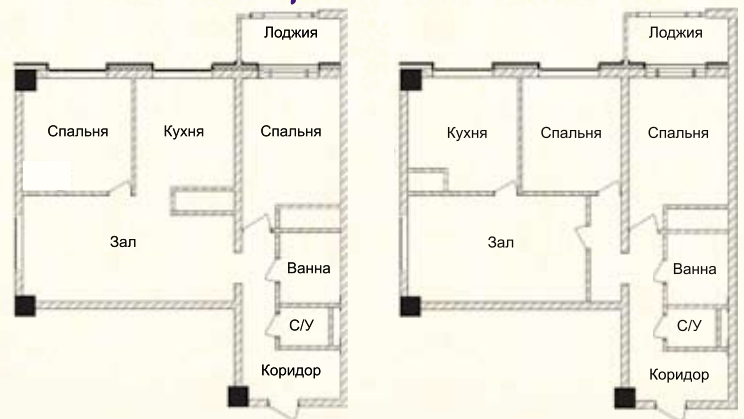 Лоджия
Спальня
Кухня
Спальня
Зал
Ванна
С/У
Коридор
Лоджия
Кухня
Спальня
Спальня
Зал
Ванна
С/У
Коридор